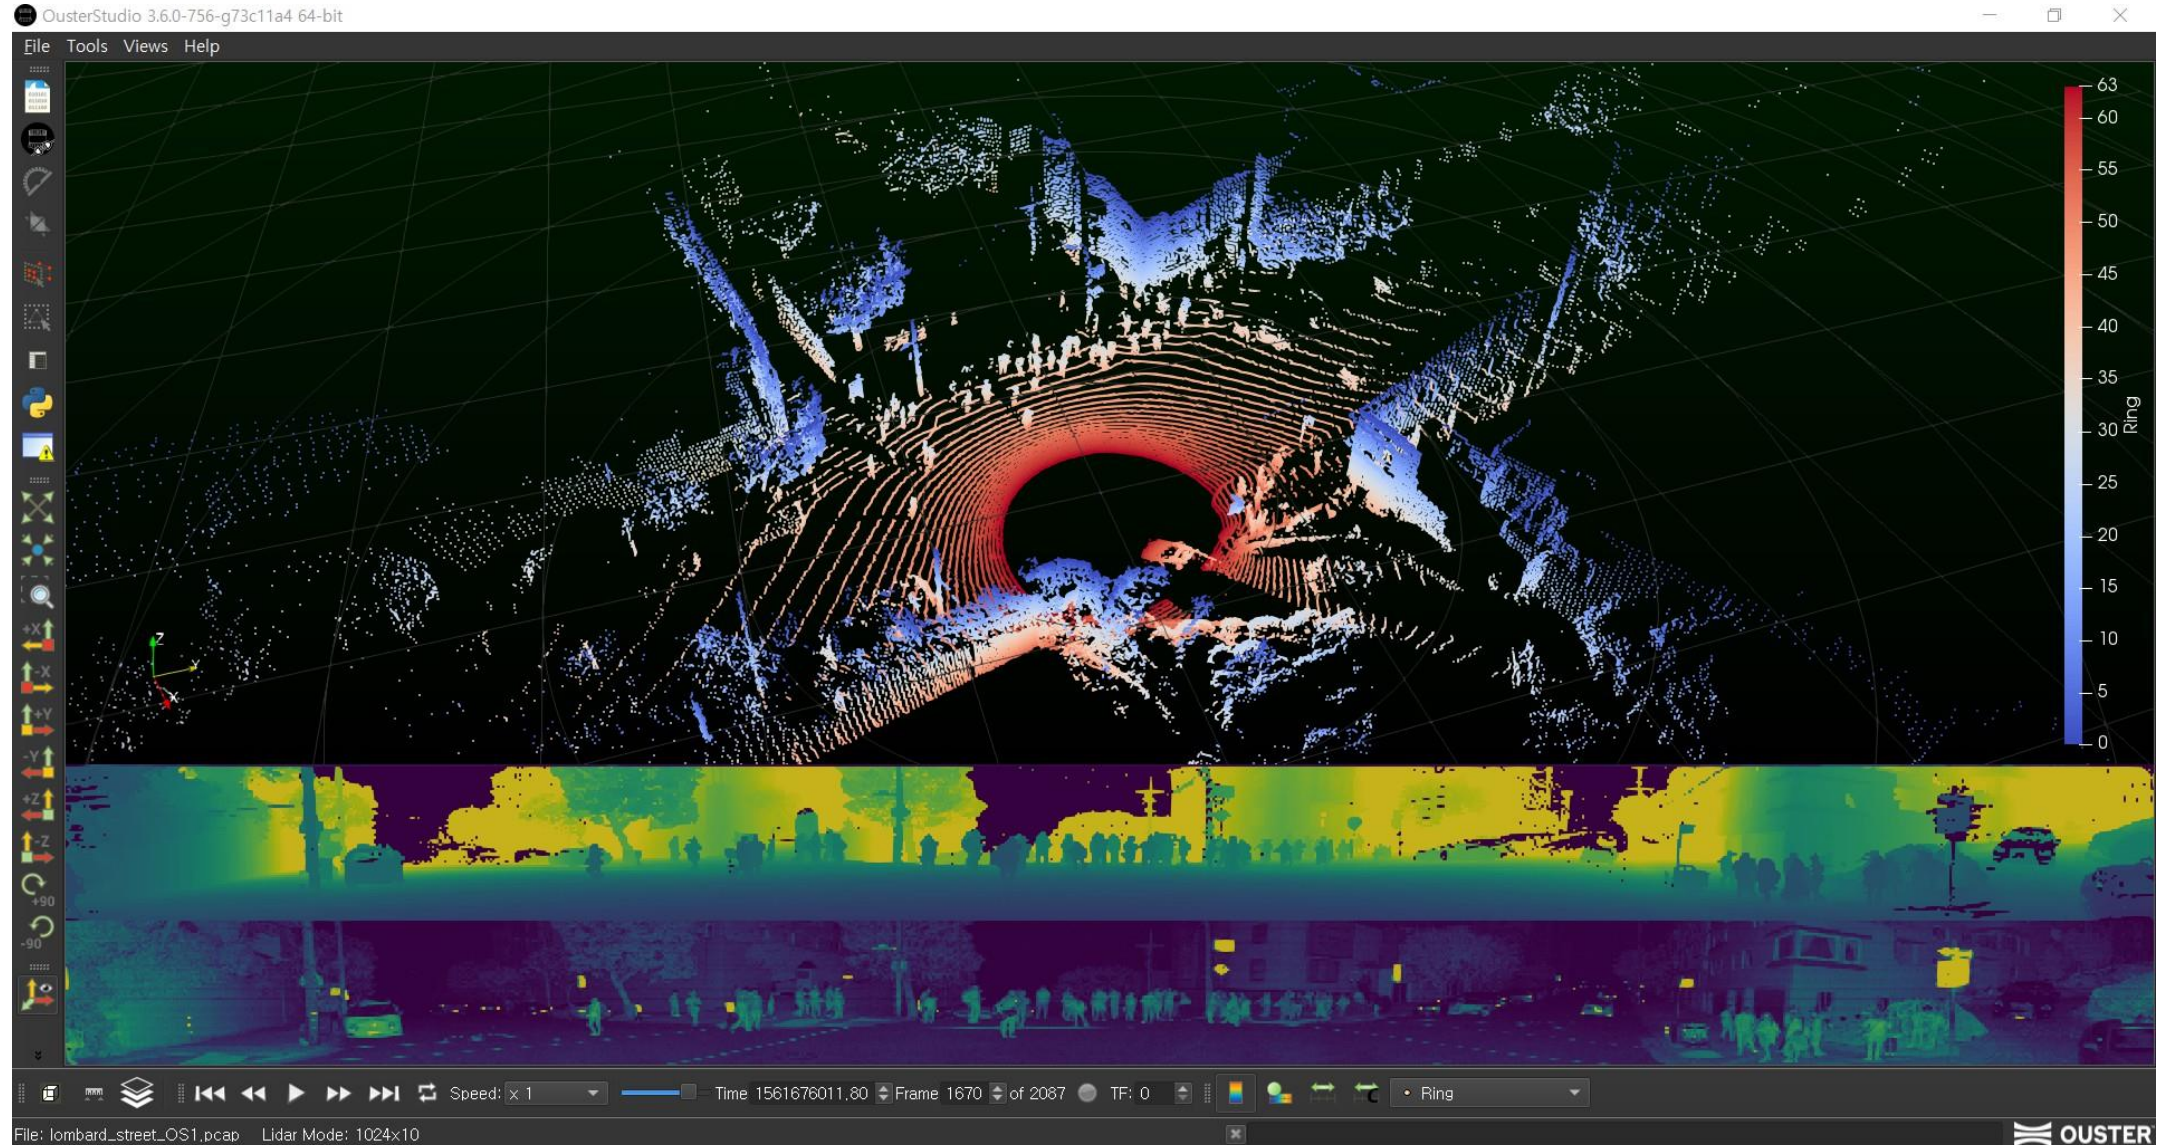 OusterStudio 3.6.0-756-g73c11a4 64-bit
File Tools Views Help
63
60
55
50
45
40
35
30
25
20
15
10
5
0
Ring
+X
-X
+Y
-Y
+Z
-Z
+90
-90
Z
Y
X
Speed: x 1 Time 1561676011,80 Frame 1670 of 2087 TF: 0 Ring
File: lombard_street_OS1.pcap Lidar Mode: 1024x10
OUSTER